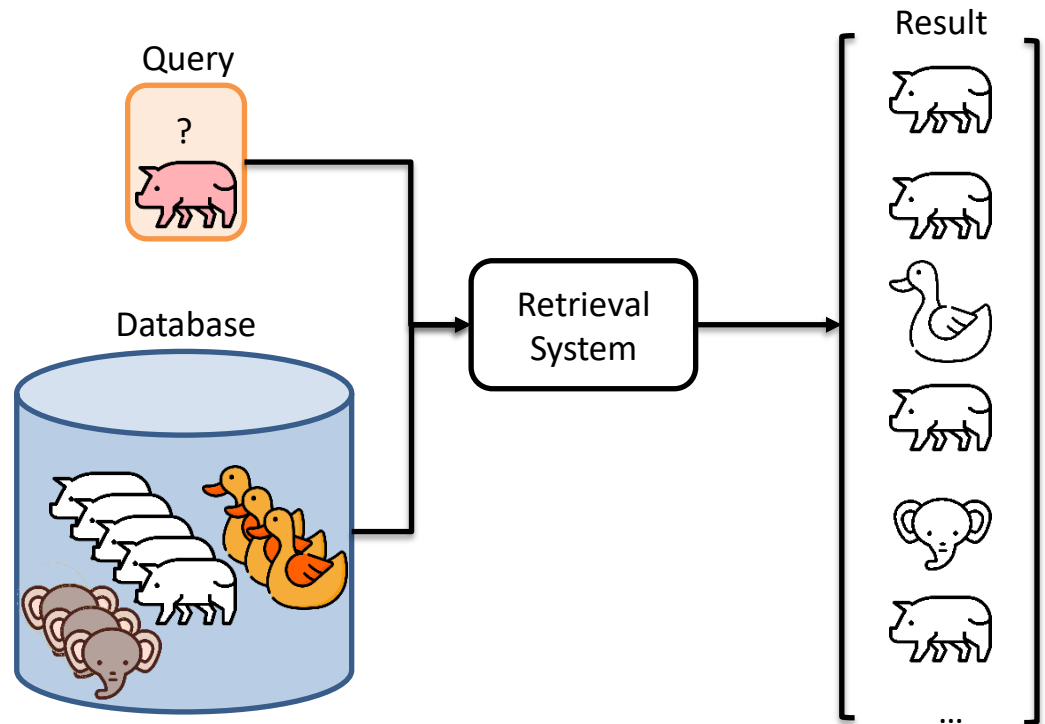 Query
?
Database
Retrieval
System
Result
...